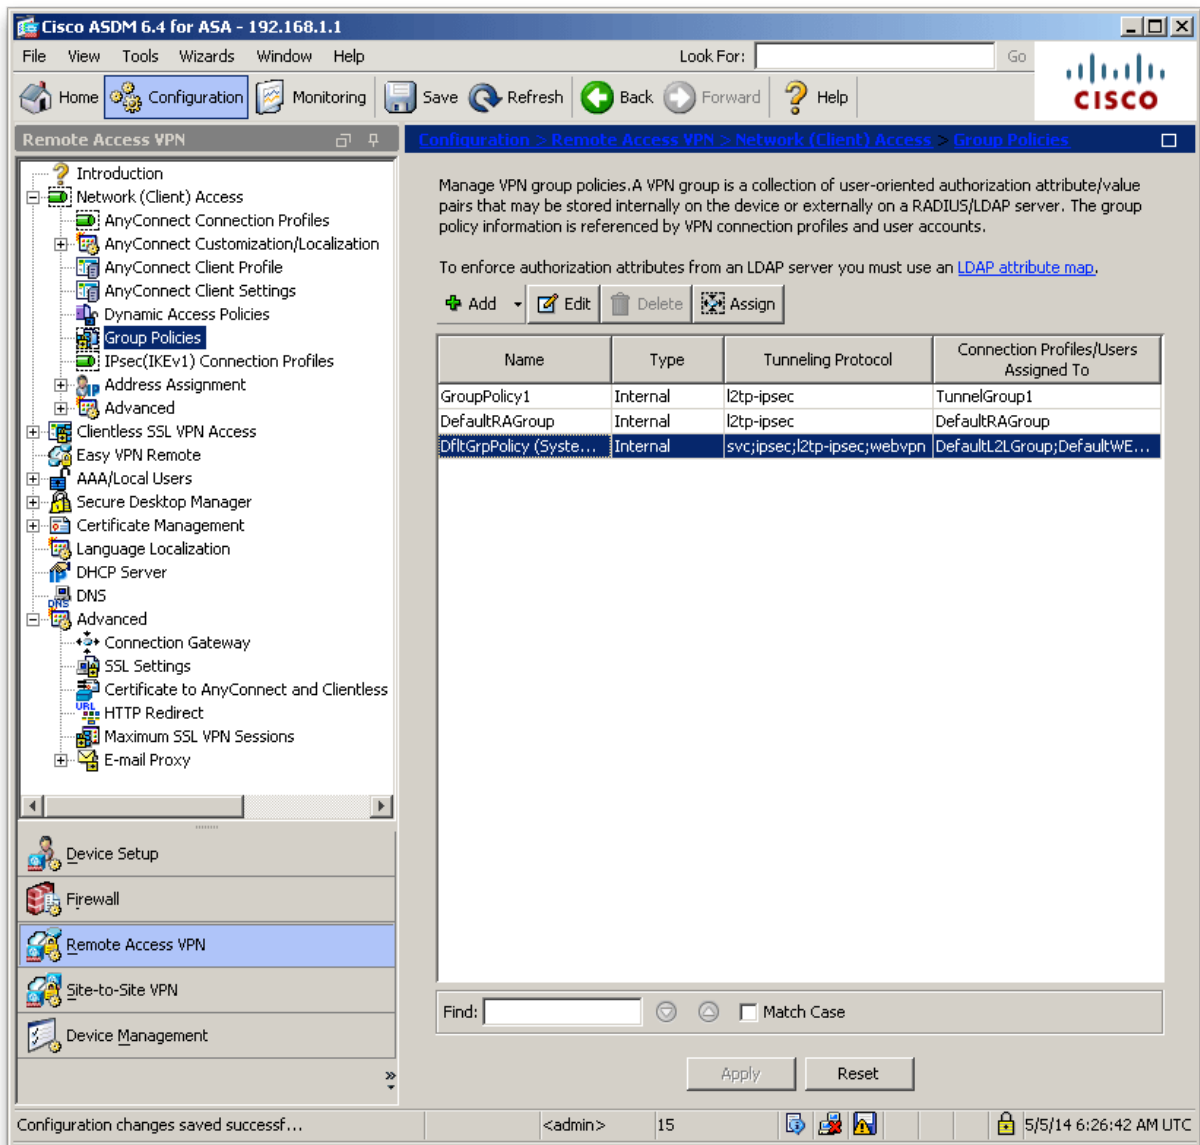 Cisco ASDM 6.4 for ASA - 192.168.1.1
File View Tools Wizards Window Help Look For: Go
Home Configuration Monitoring Save Refresh Back Forward Help
CISCO
Remote Access VPN
Introduction
Network (Client) Access
AnyConnect Connection Profiles
AnyConnect Customization/Localization
AnyConnect Client Profile
AnyConnect Client Settings
Dynamic Access Policies
Group Policies
IPsec(IKEv1) Connection Profiles
Address Assignment
Advanced
Clientless SSL VPN Access
Easy VPN Remote
AAA/Local Users
Secure Desktop Manager
Certificate Management
Language Localization
DHCP Server
DNS
DNS
Advanced
Connection Gateway
SSL Settings
Certificate to AnyConnect and Clientless
URL
HTTP Redirect
Maximum SSL VPN Sessions
E-mail Proxy
Device Setup
Firewall
Remote Access VPN
Site-to-Site VPN
Device Management
Configuration > Remote Access VPN > Network (Client) Access > Group Policies
Manage VPN group policies.A VPN group is a collection of user-oriented authorization attribute/value
pairs that may be stored internally on the device or externally on a RADIUS/LDAP server. The group
policy information is referenced by VPN connection profiles and user accounts.
To enforce authorization attributes from an LDAP server you must use an LDAP attribute map.
Add Edit Delete Assign
Name Type Tunneling Protocol Connection Profiles/Users
Assigned To
GroupPolicy1 Internal l2tp-ipsec TunnelGroup1
DefaultRAGroup Internal l2tp-ipsec DefaultRAGroup
DfltGrpPolicy (Syste... Internal svc;ipsec;l2tp-ipsec;webvpn DefaultL2LGroup;DefaultWE...
Find: Match Case
Apply Reset
Configuration changes saved successf... <admin> 15 5/5/14 6:26:42 AM UTC